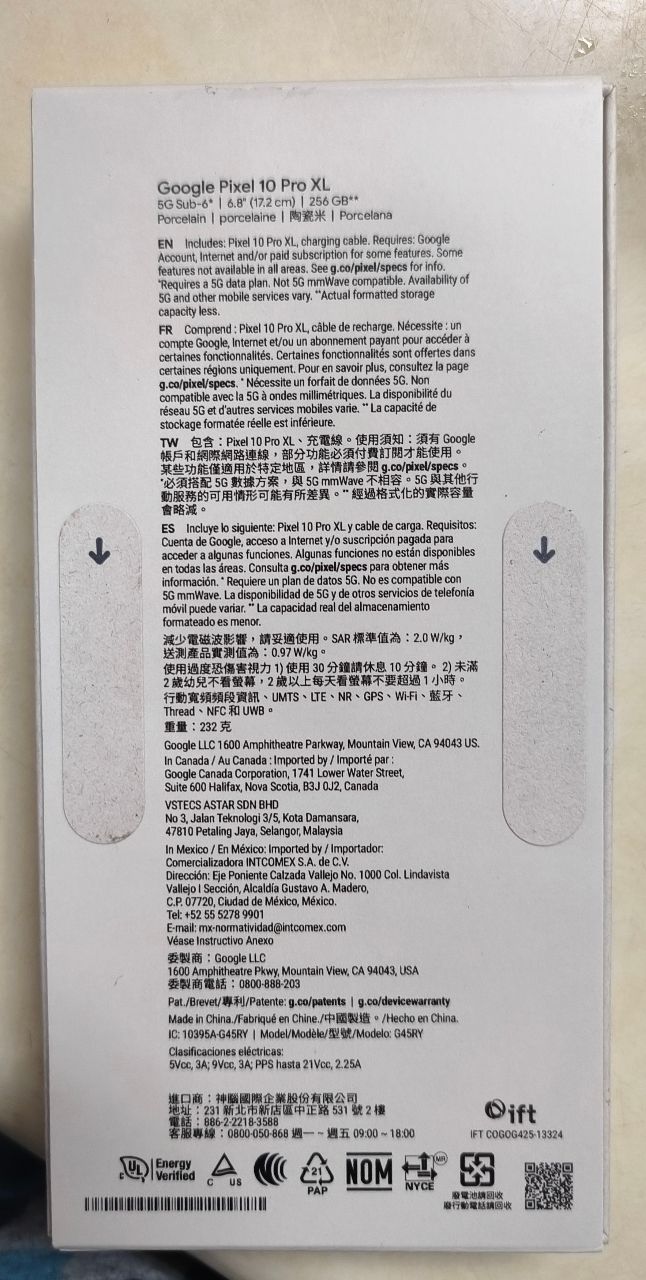 Google Pixel 10 Pro XL
5G Sub-6* | 6.8" (17.2 cm) | 256 GB**
Porcelain | porcelaine | 陶瓷米 | Porcelana
EN Includes: Pixel 10 Pro XL, charging cable. Requires: Google
Account, Internet and/or paid subscription for some features. Some
features not available in all areas. See g.co/pixel/specs for info.
*Requires a 5G data plan. Not 5G mmWave compatible. Availability of
5G and other mobile services vary. **Actual formatted storage
capacity less.
FR Comprend : Pixel 10 Pro XL, câble de recharge. Nécessite : un
compte Google, Internet et/ou un abonnement payant pour accéder à
certaines fonctionnalités. Certaines fonctionnalités sont offertes dans
certaines régions uniquement. Pour en savoir plus, consultez la page
g.co/pixel/specs. * Nécessite un forfait de données 5G. Non
compatible avec la 5G à ondes millimétriques. La disponibilité du
réseau 5G et d'autres services mobiles varie. ** La capacité de
stockage formatée réelle est inférieure.
TW 包含：Pixel 10 Pro XL、充電線。使用須知：須有 Google
帳戶和網際網路連線，部分功能必須付費訂閱才能使用。
某些功能僅適用於特定地區，詳情請參閱 g.co/pixel/specs。
*必須搭配 5G 數據方案，與 5G mmWave 不相容。5G 與其他行
動服務的可用情形可能有所差異。** 經過格式化的實際容量
會略減。
ES Incluye lo siguiente: Pixel 10 Pro XL y cable de carga. Requisitos:
Cuenta de Google, acceso a Internet y/o suscripción pagada para
acceder a algunas funciones. Algunas funciones no están disponibles
en todas las áreas. Consulta g.co/pixel/specs para obtener más
información. * Requiere un plan de datos 5G. No es compatible con
5G mmWave. La disponibilidad de 5G y de otros servicios de telefonía
móvil puede variar. ** La capacidad real del almacenamiento
formateado es menor.
減少電磁波影響，請妥適使用。SAR 標準值為：2.0 W/kg，
送測產品實測值為：0.97 W/kg。
使用過度恐傷害視力 1) 使用 30 分鐘請休息 10 分鐘。 2) 未滿
2 歲幼兒不看螢幕，2 歲以上每天看螢幕不要超過 1 小時。
行動寬頻頻段資訊、UMTS、LTE、NR、GPS、Wi-Fi、藍牙、
Thread、NFC 和 UWB。
重量：232 克
Google LLC 1600 Amphitheatre Parkway, Mountain View, CA 94043 US.
In Canada / Au Canada : Imported by / Importé par :
Google Canada Corporation, 1741 Lower Water Street,
Suite 600 Halifax, Nova Scotia, B3J 0J2, Canada
VSTECS ASTAR SDN BHD
No 3, Jalan Teknologi 3/5, Kota Damansara,
47810 Petaling Jaya, Selangor, Malaysia
In Mexico / En México: Imported by / Importador:
Comercializadora INTCOMEX S.A. de C.V.
Dirección: Eje Poniente Calzada Vallejo No. 1000 Col. Lindavista
Vallejo I Sección, Alcaldía Gustavo A. Madero,
C.P. 07720, Ciudad de México, México.
Tel: +52 55 5278 9901
E-mail: mx-normatividad@intcomex.com
Véase Instructivo Anexo
委製商：Google LLC
1600 Amphitheatre Pkwy, Mountain View, CA 94043, USA
委製商電話：0800-888-203
Pat./Brevet/專利/Patente: g.co/patents | g.co/devicewarranty
Made in China./Fabriqué en Chine./中國製造。/Hecho en China.
IC: 10395A-G45RY | Model/Modèle/型號/Modelo: G45RY
Clasificaciones eléctricas:
5Vcc, 3A; 9Vcc, 3A; PPS hasta 21Vcc, 2.25A
進口商：神腦國際企業股份有限公司
地址：231 新北市新店區中正路 531 號 2 樓
電話：886-2-2218-3588
客服專線：0800-050-868 週一 ~ 週五 09:00 ~ 18:00
ift
IFT COGOG425-13324
C UL Energy Verified
C US
21
PAP
NOM
NYCE MR
廢電池請回收
廢行動電話請回收